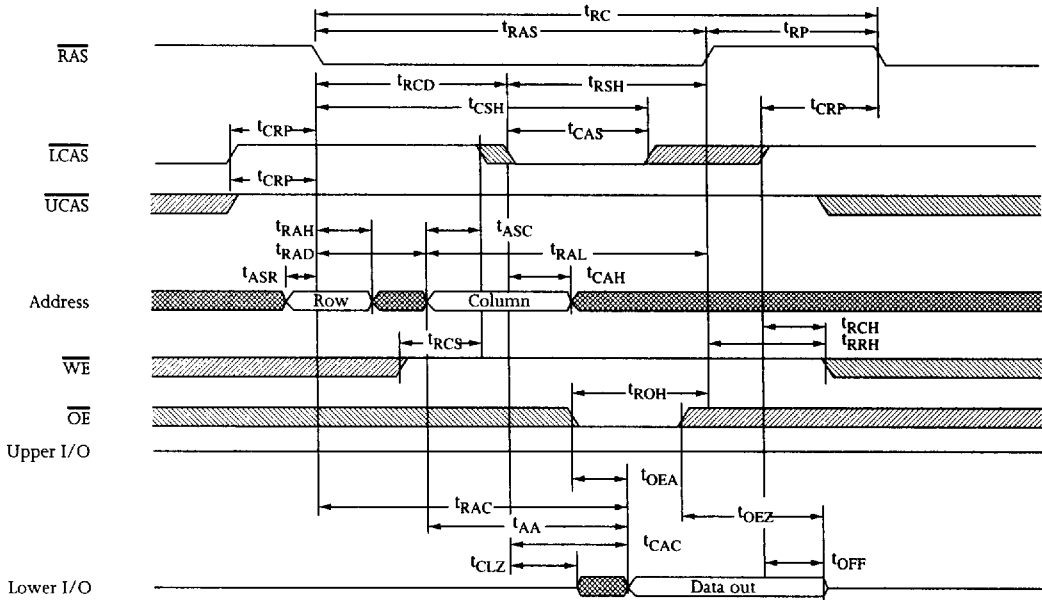 tRC
tRAS
tRP
RAS
tRCD
tRSH
tCSH
tCRP
tCRP
tCAS
LCAS
tCRP
UCAS
tRAH
tASC
tRAD
tRAL
tASR
tCAH
Address
Row
Column
tRCH
tRCS
tRRH
WE
tROH
OE
Upper I/O
tOEA
tRAC
tOEZ
tAA
tCAC
tCLZ
tOFF
Lower I/O
Data out